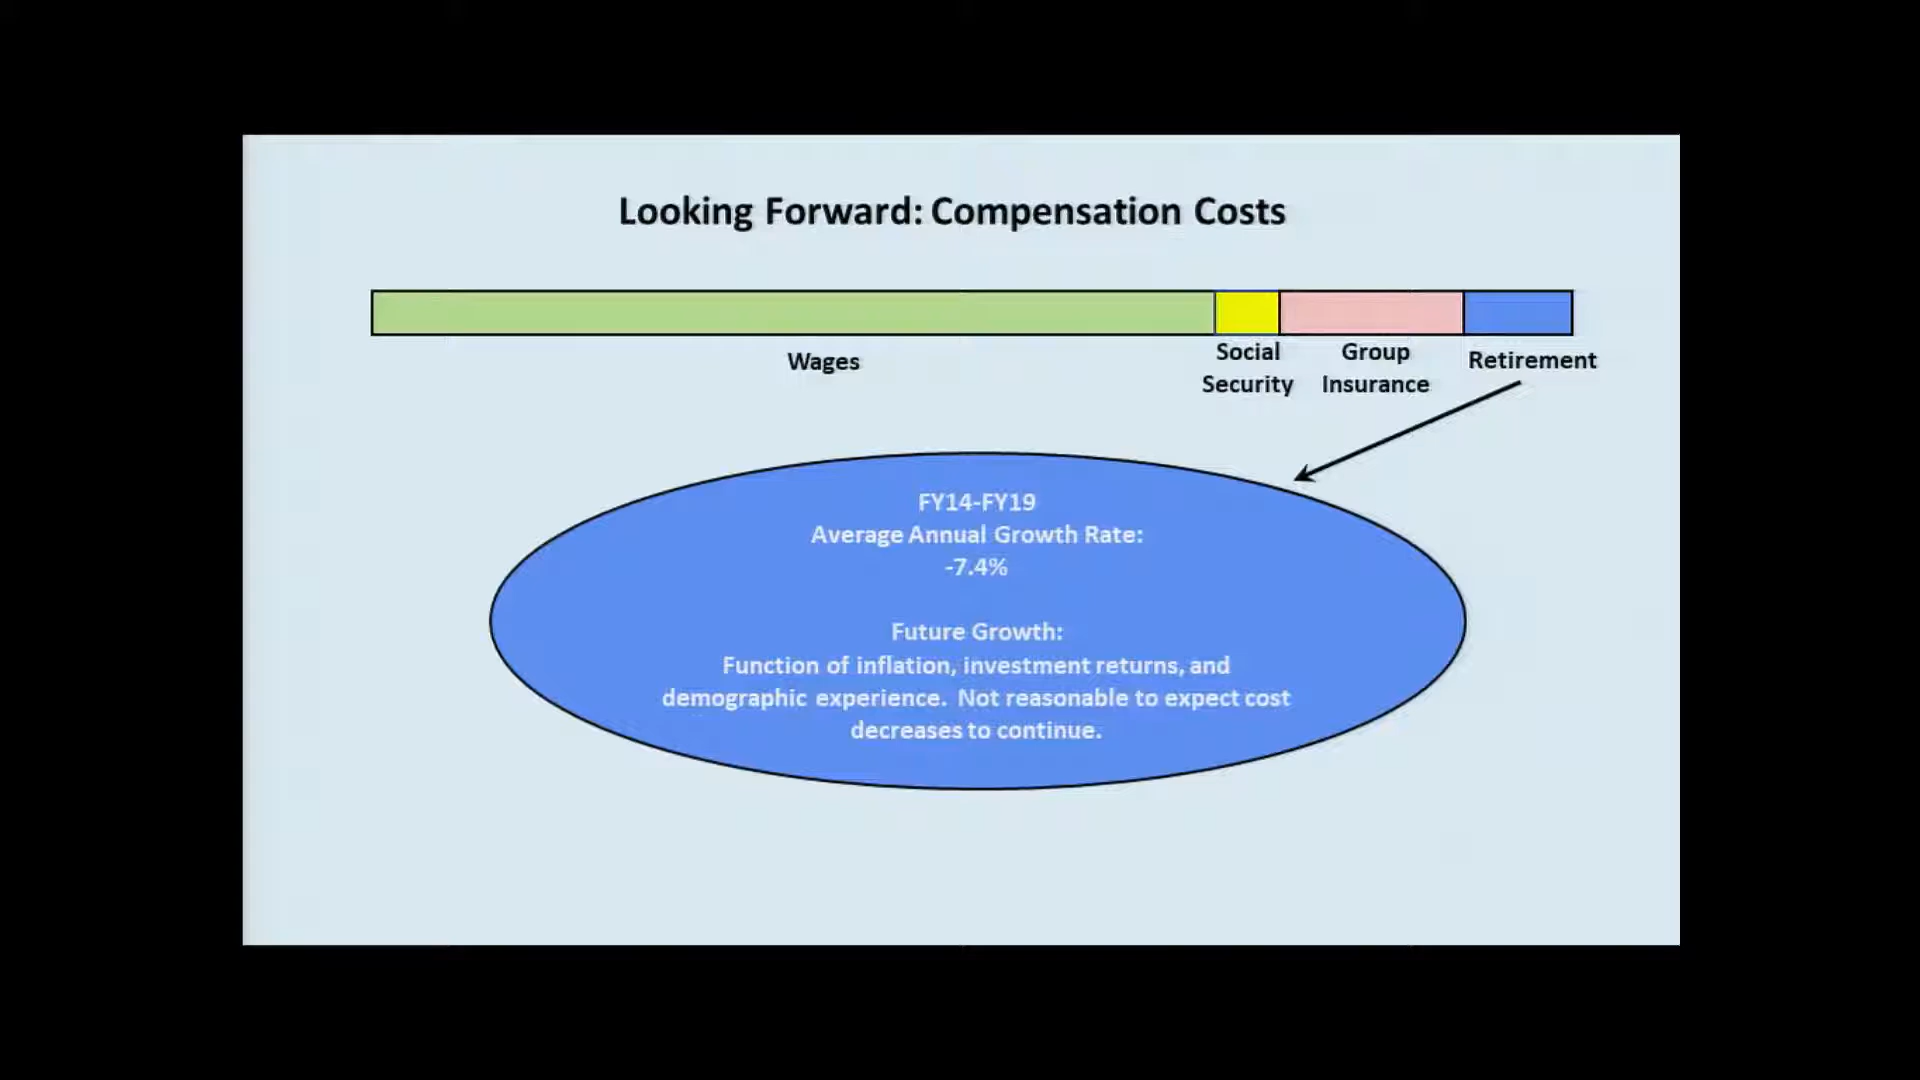 Looking Forward: Compensation Costs
Wages
Social
Security
Group
Insurance
Retirement
FY14-FY19
Average Annual Growth Rate:
-7.4%
Future Growth:
Function of inflation, investment returns, and
demographic experience. Not reasonable to expect cost
decreases to continue.